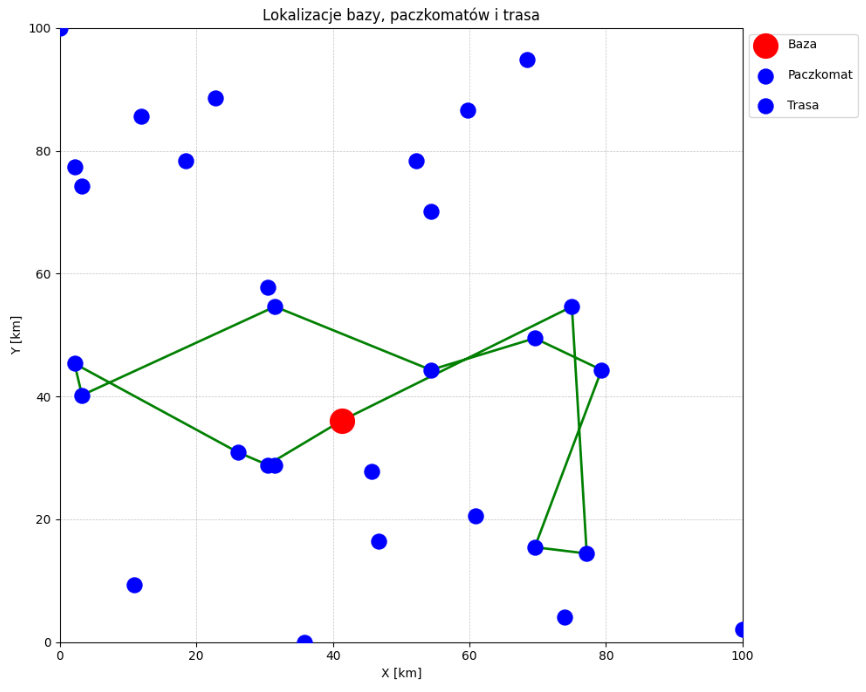 Lokalizacje bazy, paczkomatów i trasa
Baza
Paczkomat
Trasa
Y [km]
100
80
60
40
20
0
0 20 40 60 80 100
X [km]